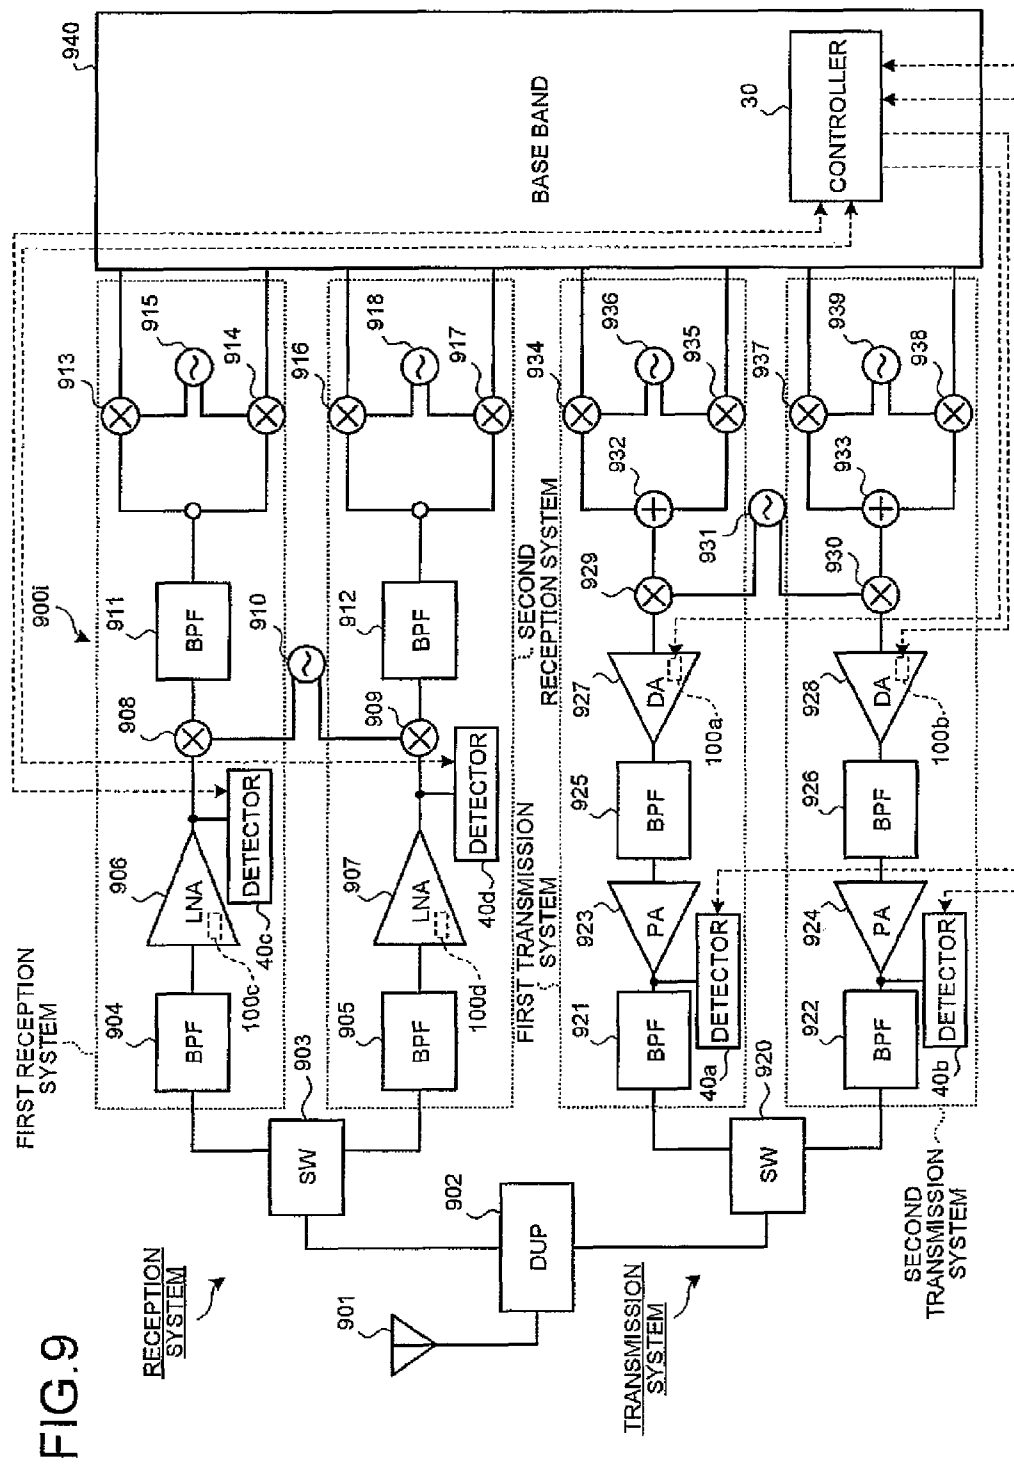 FIG.9
900i
RECEPTION
SYSTEM
TRANSMISSION
SYSTEM
901
902
DUP
903
SW
920
SW
FIRST RECEPTION
SYSTEM
904
BPF
906
LNA
100c
DETECTOR
40c
908
910
911
BPF
913
914
915
905
BPF
907
LNA
100d
DETECTOR
40d
909
912
BPF
916
917
918
SECOND
RECEPTION SYSTEM
FIRST TRANSMISSION
SYSTEM
921
BPF
923
PA
DETECTOR
40a
925
BPF
927
DA
100a
929
931
932
934
935
936
922
BPF
924
PA
DETECTOR
40b
926
BPF
928
DA
100b
930
933
937
938
939
SECOND
TRANSMISSION
SYSTEM
940
BASE BAND
30
CONTROLLER